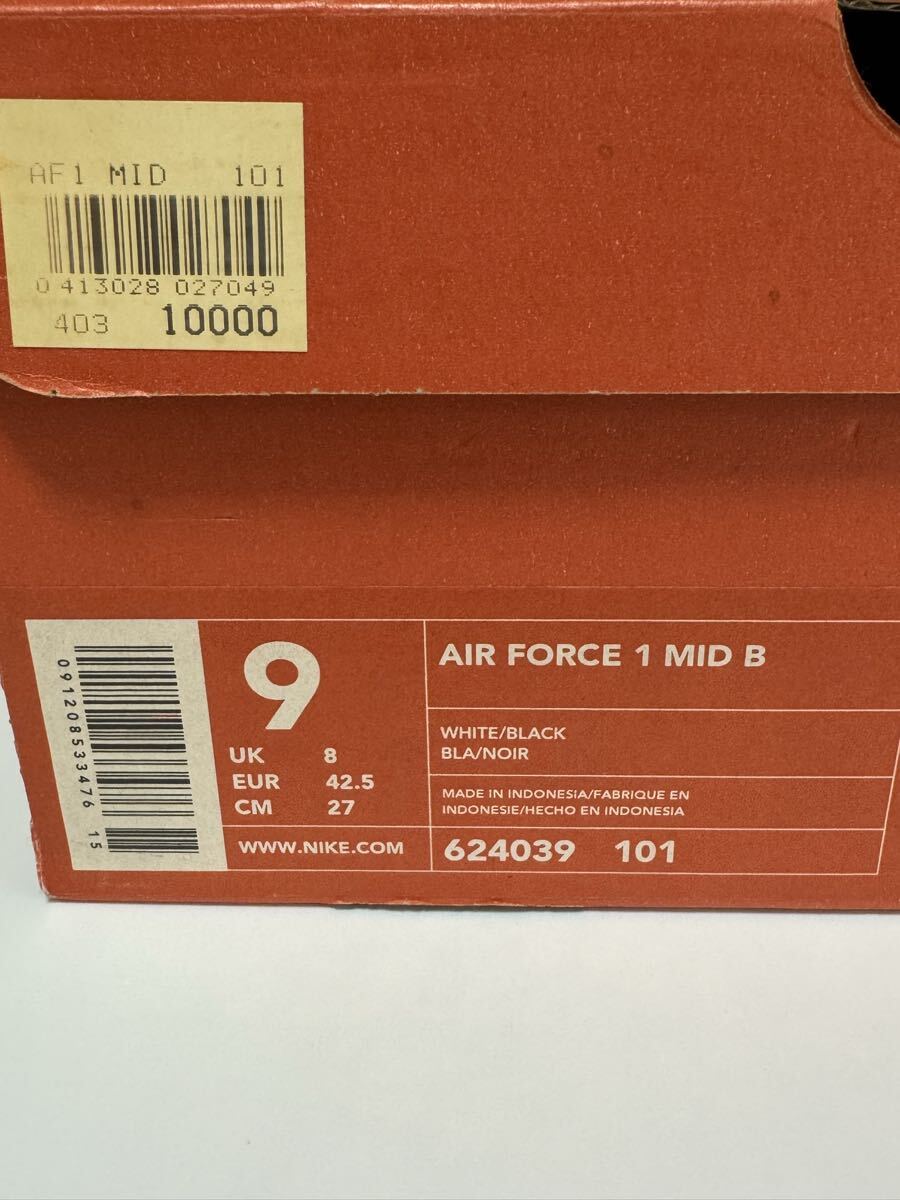 AF1 MID 101
0 413028 027049
403 10000
091208533476 15
9
UK 8
EUR 42.5
CM 27
WWW.NIKE.COM
AIR FORCE 1 MID B
WHITE/BLACK
BLA/NOIR
MADE IN INDONESIA/FABRIQUE EN
INDONESIE/HECHO EN INDONESIA
624039 101